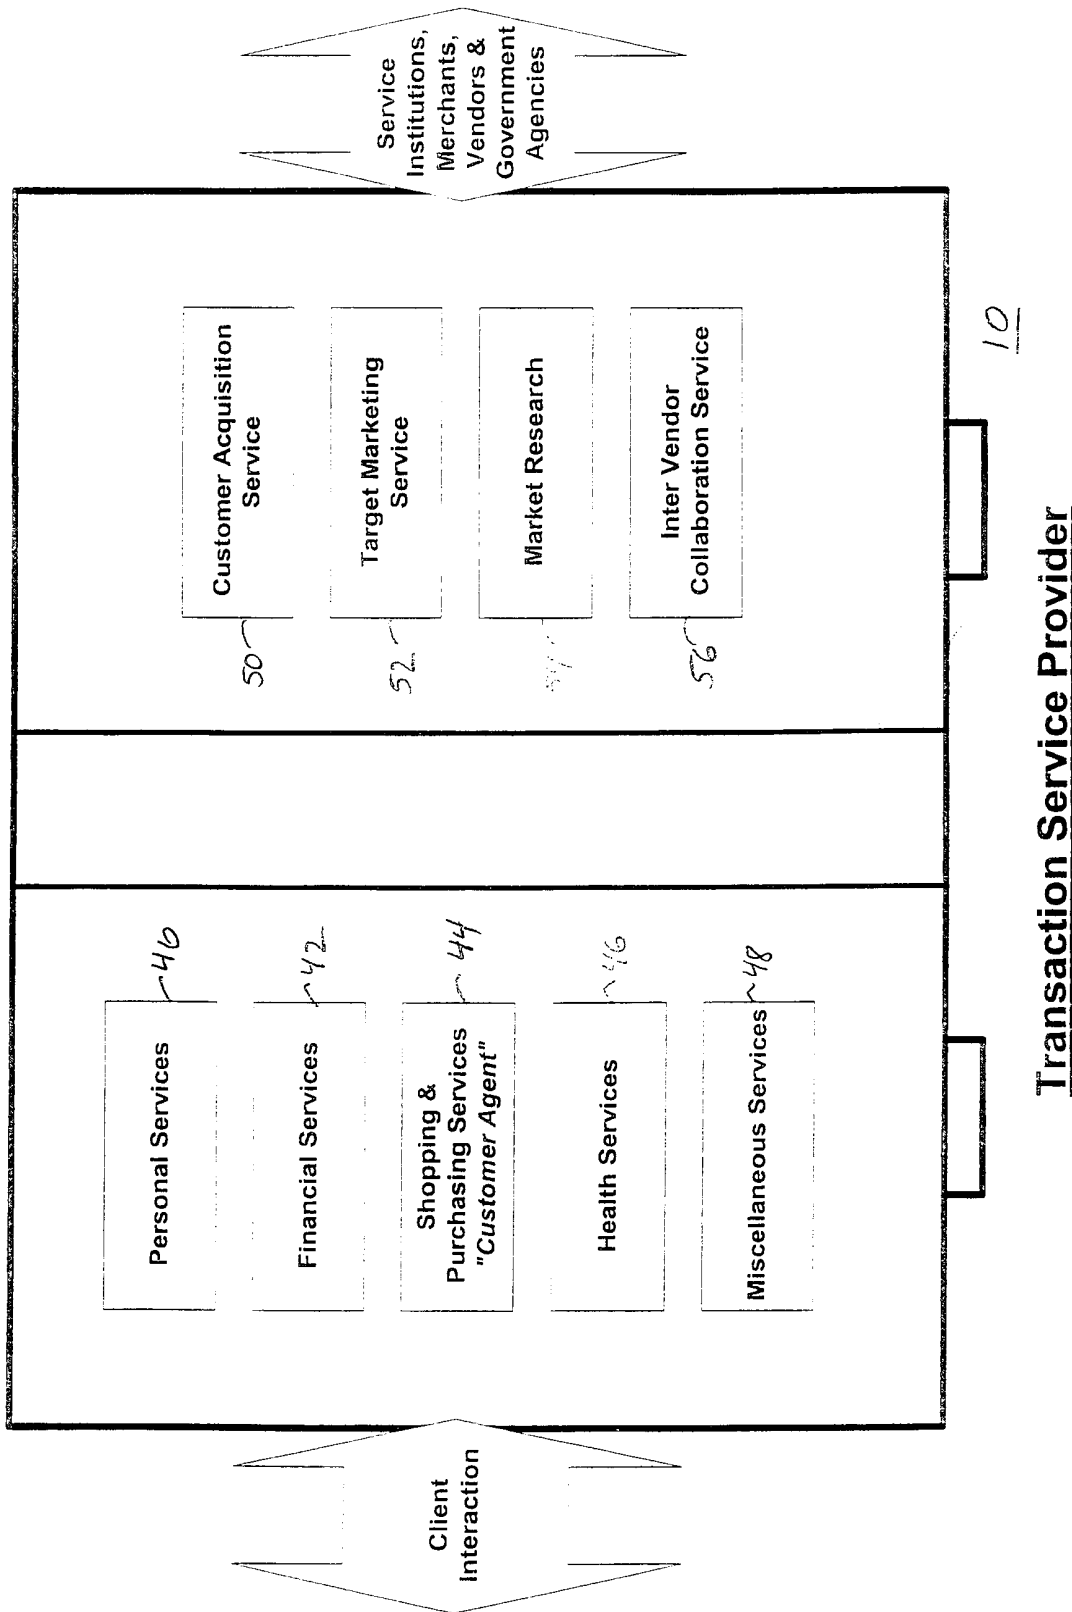 Client
Interaction
Personal Services
40
Financial Services
42
Shopping &
Purchasing Services
"Customer Agent"
44
Health Services
46
Miscellaneous Services
48
50
Customer Acquisition
Service
52
Target Marketing
Service
Market Research
56
Inter Vendor
Collaboration Service
Service
Institutions,
Merchants,
Vendors &
Government
Agencies
10
Transaction Service Provider